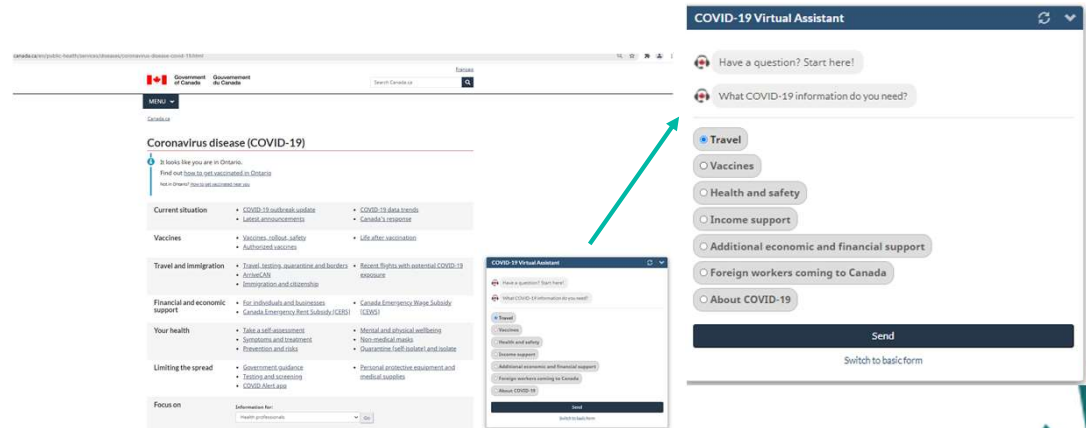 canada.ca/en/public-health/services/diseases/coronavirus-disease-covid-19.html
Français
Government of Canada
Gouvernement du Canada
Search Canada.ca
MENU
Canada.ca
Coronavirus disease (COVID-19)
It looks like you are in Ontario.
Find out how to get vaccinated in Ontario
Not in Ontario? How to get vaccinated near you
Current situation
COVID-19 outbreak update
Latest announcements
COVID-19 data trends
Canada's response
Vaccines
Vaccines, rollout, safety
Authorized vaccines
Life after vaccination
Travel and immigration
Travel, testing, quarantine and borders
ArriveCAN
Immigration and citizenship
Recent flights with potential COVID-19
exposure
Financial and economic
support
For individuals and businesses
Canada Emergency Rent Subsidy (CERS)
Canada Emergency Wage Subsidy
(CEWS)
Your health
Take a self-assessment
Symptoms and treatment
Prevention and risks
Mental and physical wellbeing
Non-medical masks
Quarantine (self-isolate) and isolate
Limiting the spread
Government guidance
Testing and screening
COVID Alert app
Personal protective equipment and
medical supplies
Focus on
Information for:
Health professionals
Go
COVID-19 Virtual Assistant
Have a question? Start here!
What COVID-19 information do you need?
Travel
Vaccines
Health and safety
Income support
Additional economic and financial support
Foreign workers coming to Canada
About COVID-19
Send
Switch to basic form
COVID-19 Virtual Assistant
Have a question? Start here!
What COVID-19 information do you need?
Travel
Vaccines
Health and safety
Income support
Additional economic and financial support
Foreign workers coming to Canada
About COVID-19
Send
Switch to basic form